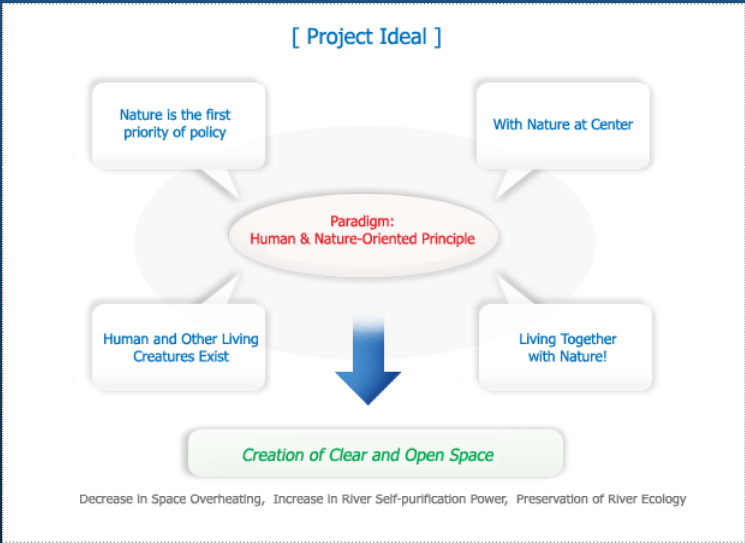 [ Project Ideal ]
Nature is the first
priority of policy
With Nature at Center
Paradigm:
Human & Nature-Oriented Principle
Human and Other Living
Creatures Exist
Living Together
with Nature!
Creation of Clear and Open Space
Decrease in Space Overheating, Increase in River Self-purification Power, Preservation of River Ecology